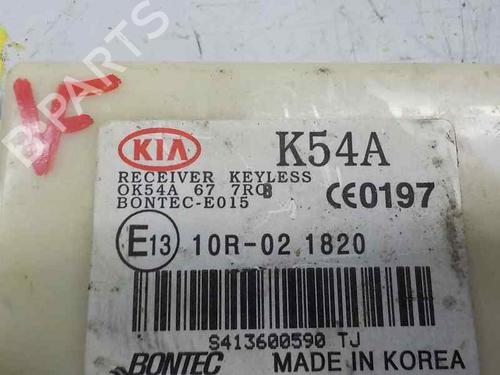 B-PARTS
KIA
K54A
RECEIVER KEYLESS
OK54A 67 7RCB
BONTEC-E015
CE0197
E13 10R-02 1820
S413600590 TJ
BONTEC MADE IN KOREA